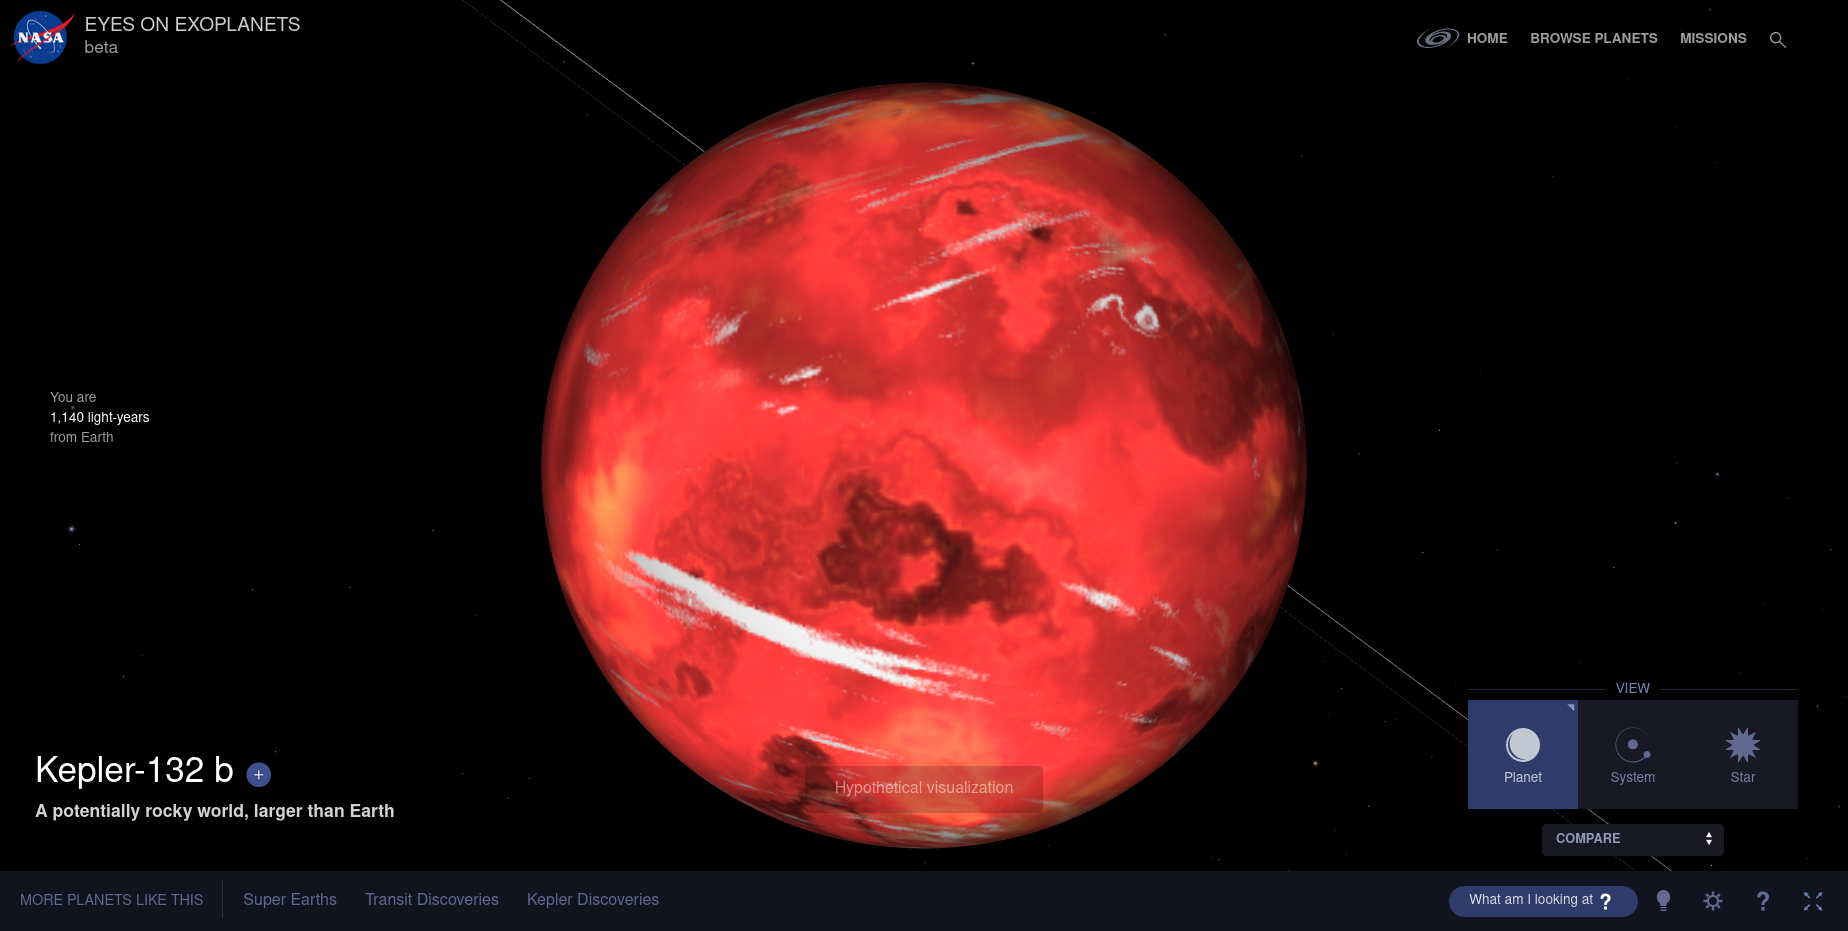 NASA
EYES ON EXOPLANETS
beta
HOME
BROWSE PLANETS
MISSIONS
You are
1,140 light-years
from Earth
Kepler-132 b +
A potentially rocky world, larger than Earth
Hypothetical visualization
VIEW
Planet
System
Star
COMPARE
MORE PLANETS LIKE THIS
Super Earths
Transit Discoveries
Kepler Discoveries
What am I looking at ?
?